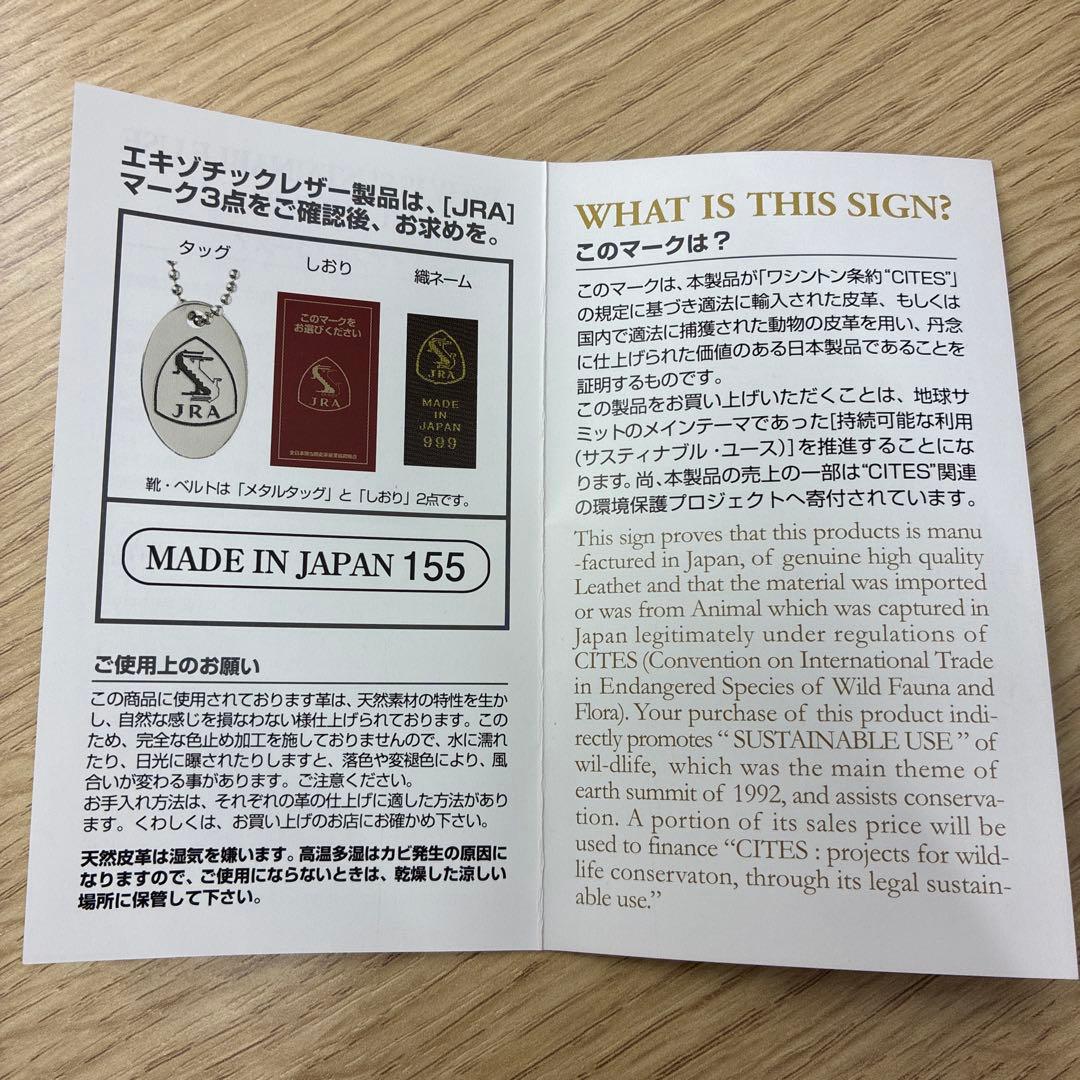 エキゾチックレザー製品は、[JRA]
マーク3点をご確認後、お求めを。
タッグ
しおり
織ネーム
JRA
このマークを
お選びください
JRA
JRA
MADE
IN
JAPAN
999
靴・ベルトは「メタルタッグ」と「しおり」2点です。
MADE IN JAPAN 155
ご使用上のお願い
この商品に使用されております革は、天然素材の特性を生か
し、自然な感じを損なわない様仕上げられております。この
ため、完全な色止め加工を施しておりませんので、水に濡れ
たり、日光に曝されたりしますと、落色や変褪色により、風
合いが変わる事があります。ご注意ください。
お手入れ方法は、それぞれの革の仕上げに適した方法があり
ます。くわしくは、お買い上げのお店にお確かめ下さい。
天然皮革は湿気を嫌います。高温多湿はカビ発生の原因に
なりますので、ご使用にならないときは、乾燥した涼しい
場所に保管して下さい。
WHAT IS THIS SIGN?
このマークは？
このマークは、本製品が「ワシントン条約“CITES”」
の規定に基づき適法に輸入された皮革、もしくは
国内で適法に捕獲された動物の皮革を用い、丹念
に仕上げられた価値のある日本製品であることを
証明するものです。
この製品をお買い上げいただくことは、地球サ
ミットのメインテーマであった[持続可能な利用
(サスティナブル・ユース)]を推進することにな
ります。尚、本製品の売上の一部は“CITES”関連
の環境保護プロジェクトへ寄付されています。
This sign proves that this products is manu
-factured in Japan, of genuine high quality
Leathet and that the material was imported
or was from Animal which was captured in
Japan legitimately under regulations of
CITES (Convention on International Trade
in Endangered Species of Wild Fauna and
Flora). Your purchase of this product indi-
rectly promotes “ SUSTAINABLE USE ” of
wil-dlife, which was the main theme of
earth summit of 1992, and assists conserva-
tion. A portion of its sales price will be
used to finance “CITES : projects for wild-
life conservaton, through its legal sustain-
able use.”